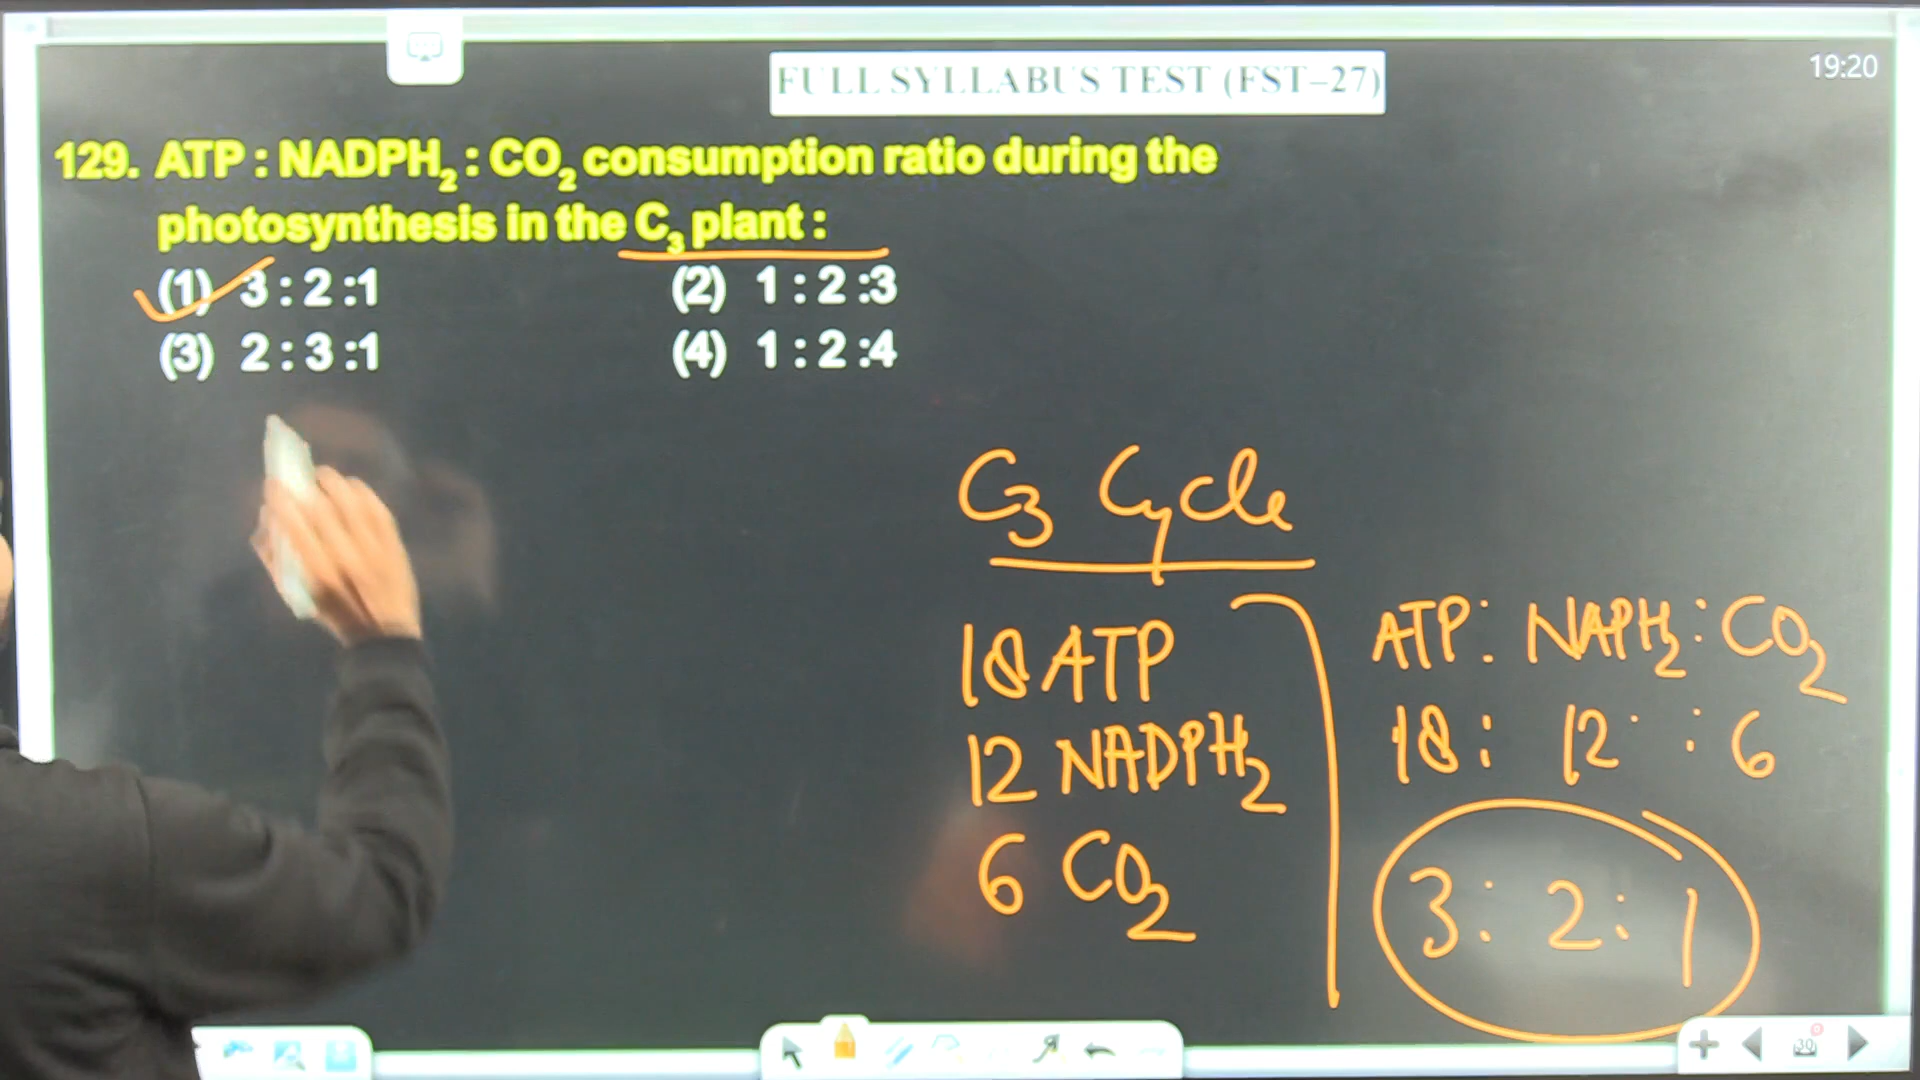 19:20
FULL SYLLABUS TEST (FST–27)
129. ATP : NADPH₂ : CO₂ consumption ratio during the
photosynthesis in the C₃ plant :
(1) 3 : 2 :1 (2) 1 : 2 :3
(3) 2 : 3 :1 (4) 1 : 2 :4
C₃ Cycle
18 ATP
12 NADPH₂
6 CO₂
ATP : NAPH₂ : CO₂
18 : 12 : 6
3 : 2 : 1
30